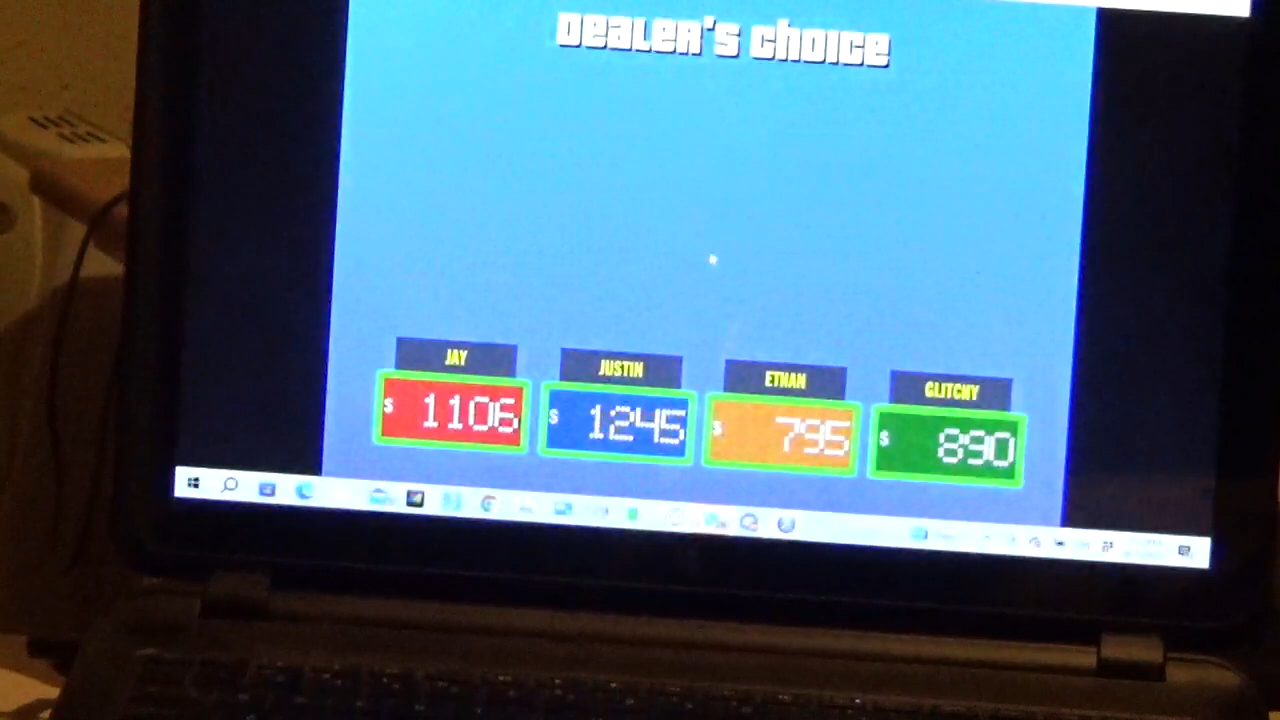 DEALER'S CHOICE
JAY
JUSTIN
ETHAN
GLITCHY
$ 1106
$ 1245
$ 795
$ 890